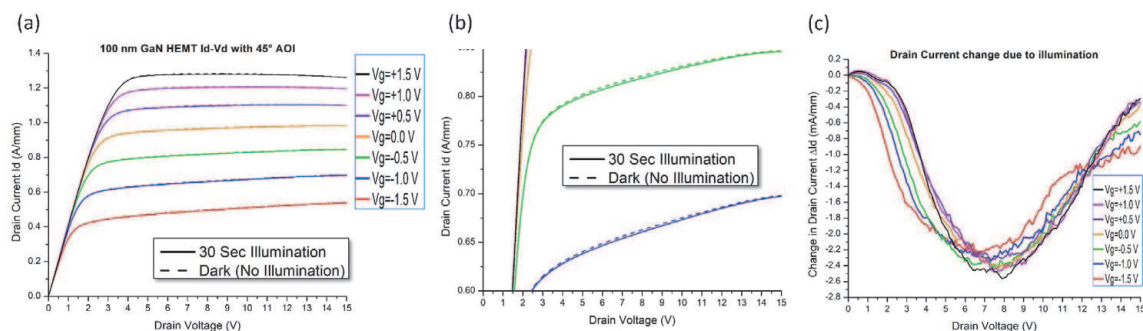 (a)
100 nm GaN HEMT Id-Vd with 45° AOI
Drain Current Id (A/mm)
1.4
1.2
1.0
0.8
0.6
0.4
0.2
0.0
0 1 2 3 4 5 6 7 8 9 10 11 12 13 14 15
Drain Voltage (V)
Vg=+1.5 V
Vg=+1.0 V
Vg=+0.5 V
Vg=0.0 V
Vg=-0.5 V
Vg=-1.0 V
Vg=-1.5 V
30 Sec Illumination
Dark (No Illumination)
(b)
Drain Current Id (A/mm)
0.80
0.75
0.70
0.65
0.60
0 1 2 3 4 5 6 7 8 9 10 11 12 13 14 15
Drain Voltage (V)
30 Sec Illumination
Dark (No Illumination)
(c)
Drain Current change due to illumination
Change in Drain Current ΔId (mA/mm)
0.2
0.0
-0.2
-0.4
-0.6
-0.8
-1.0
-1.2
-1.4
-1.6
-1.8
-2.0
-2.2
-2.4
-2.6
-2.8
0 1 2 3 4 5 6 7 8 9 10 11 12 13 14 15
Drain Voltage (V)
Vg=+1.5 V
Vg=+1.0 V
Vg=+0.5 V
Vg=0.0 V
Vg=-0.5 V
Vg=-1.0 V
Vg=-1.5 V